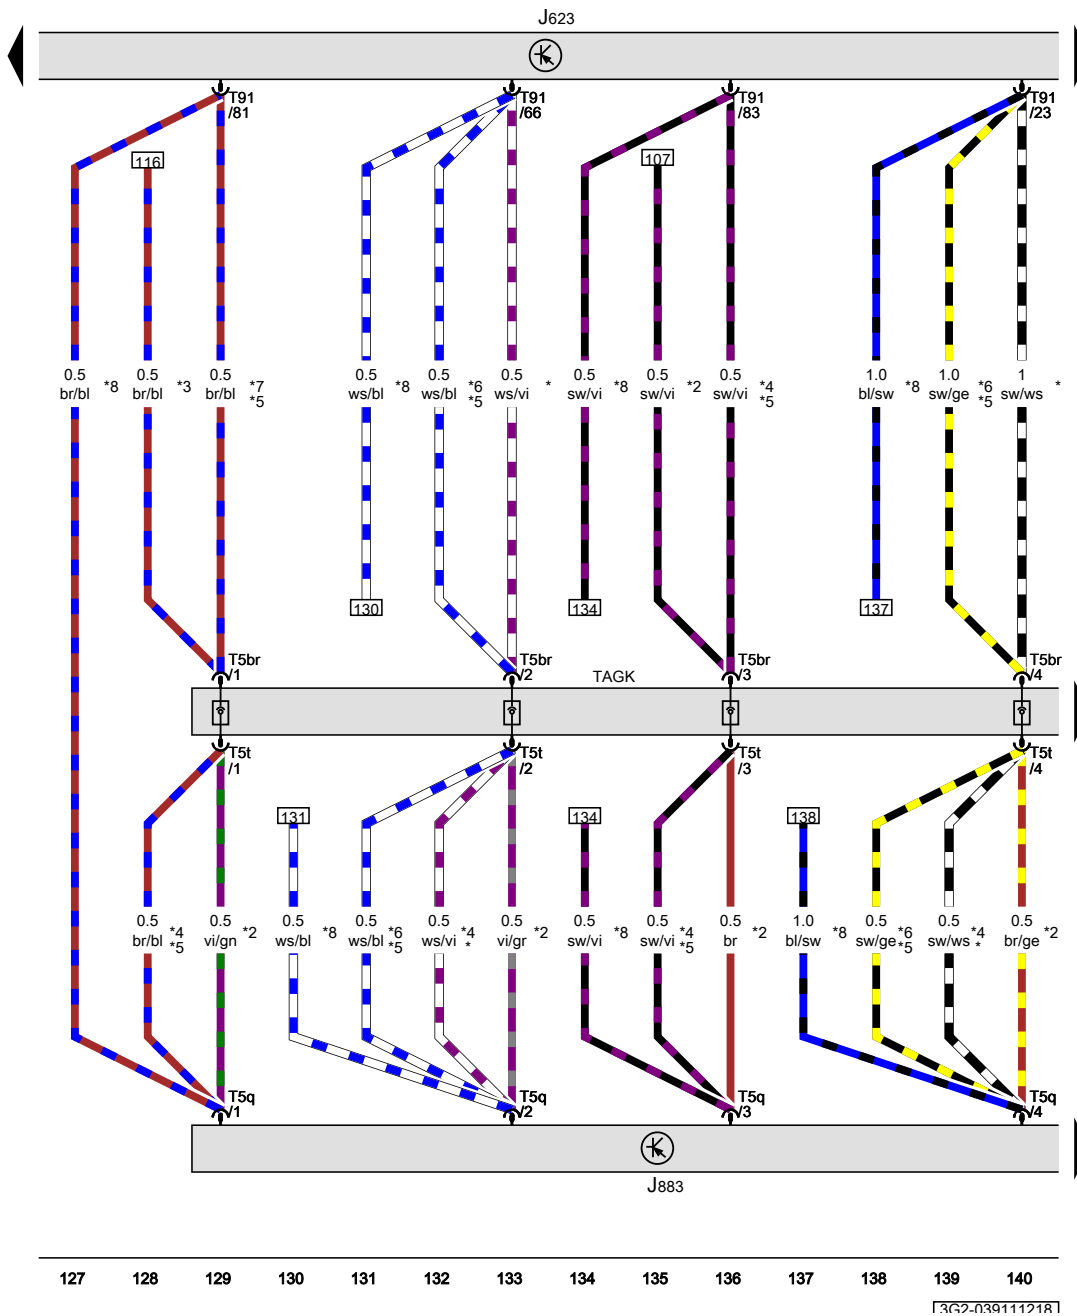 J623
T91 T91 T91 T91
/81 /66 /83 /23
116 107
0.5 0.5 0.5 0.5 0.5 0.5 0.5 0.5 0.5 1.0 1.0 1
br/bl *8 br/bl *3 br/bl *7 ws/bl *8 ws/bl *6 ws/vi * sw/vi *8 sw/vi *2 sw/vi *4 bl/sw *8 sw/ge *6 sw/ws *
*5 *5 *5 *5
130 134 137
T5br T5br T5br T5br
/1 /2 /3 /4
TAGK
T5t T5t T5t T5t
/1 /2 /3 /4
131 134 138
0.5 0.5 0.5 0.5 0.5 0.5 0.5 0.5 0.5 1.0 0.5 0.5 0.5
br/bl *4 vi/gn *2 ws/bl *8 ws/bl *6 ws/vi *4 vi/gr *2 sw/vi *8 sw/vi *4 br *2 bl/sw *8 sw/ge *6 sw/ws *4 br/ge *2
*5 *5 * *5 *5 *
T5q T5q T5q T5q
/1 /2 /3 /4
J883
127 128 129 130 131 132 133 134 135 136 137 138 139 140
3G2-039111218